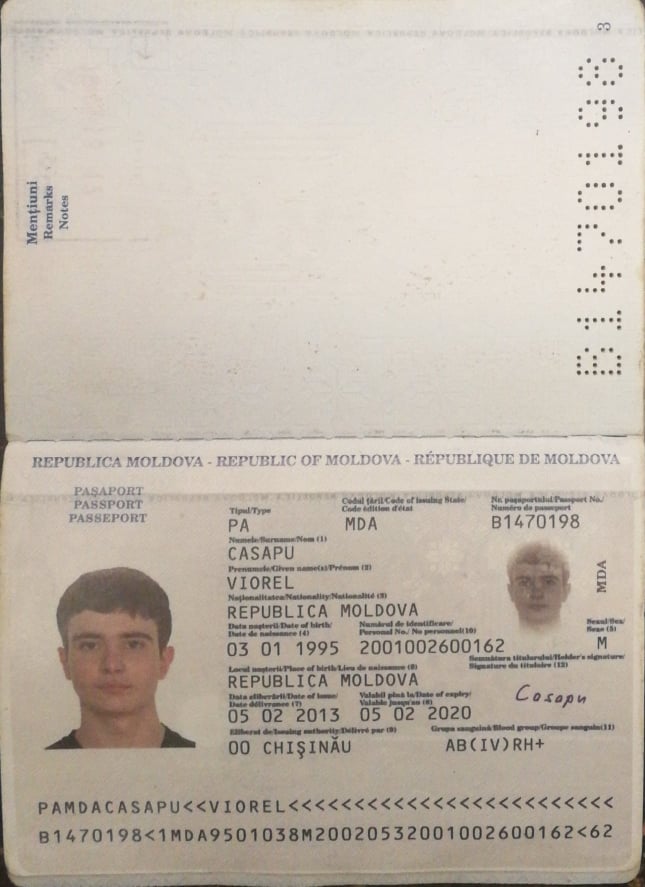 3
B1470198
Mențiuni
Remarks
Notes
REPUBLICA MOLDOVA - REPUBLIC OF MOLDOVA - RÉPUBLIQUE DE MOLDOVA
PAŞAPORT
PASSPORT
PASSEPORT
Tipul/Type
Codul țării/Code of issuing State/
Code édition d'état
Nr. paşaportului/Passport No./
Numéro de passeport
PA
MDA
B1470198
Numele/Surname/Nom (1)
CASAPU
Prenumele/Given name(s)/Prénom (2)
VIOREL
Naționalitatea/Nationality/Nationalité (3)
REPUBLICA MOLDOVA
MDA
Data naşterii/Date of birth/
Date de naissance (4)
Numărul de identificare/
Personal No./No personnel(10)
Sexul/Sex/
Sexe (5)
03 01 1995
2001002600162
M
Locul naşterii/Place of birth/Lieu de naissance (6)
Semnătura titularului/Holder's signature/
Signature du titulaire (12)
REPUBLICA MOLDOVA
Data eliberării/Date of issue/
Date délivrance (7)
Valabil pînă la/Date of expiry/
Valable jusqu'au (8)
Casapu
05 02 2013
05 02 2020
Eliberat de/Issuing authority/Délivré par (9)
Grupa sanguină/Blood group/Groupe sanguin(11)
00 CHIŞINĂU
AB(IV)RH+
PAMDACASAPU<<VIOREL<<<<<<<<<<<<<<<<<<<<<<<<<
B1470198<1MDA9501038M20020532001002600162<62